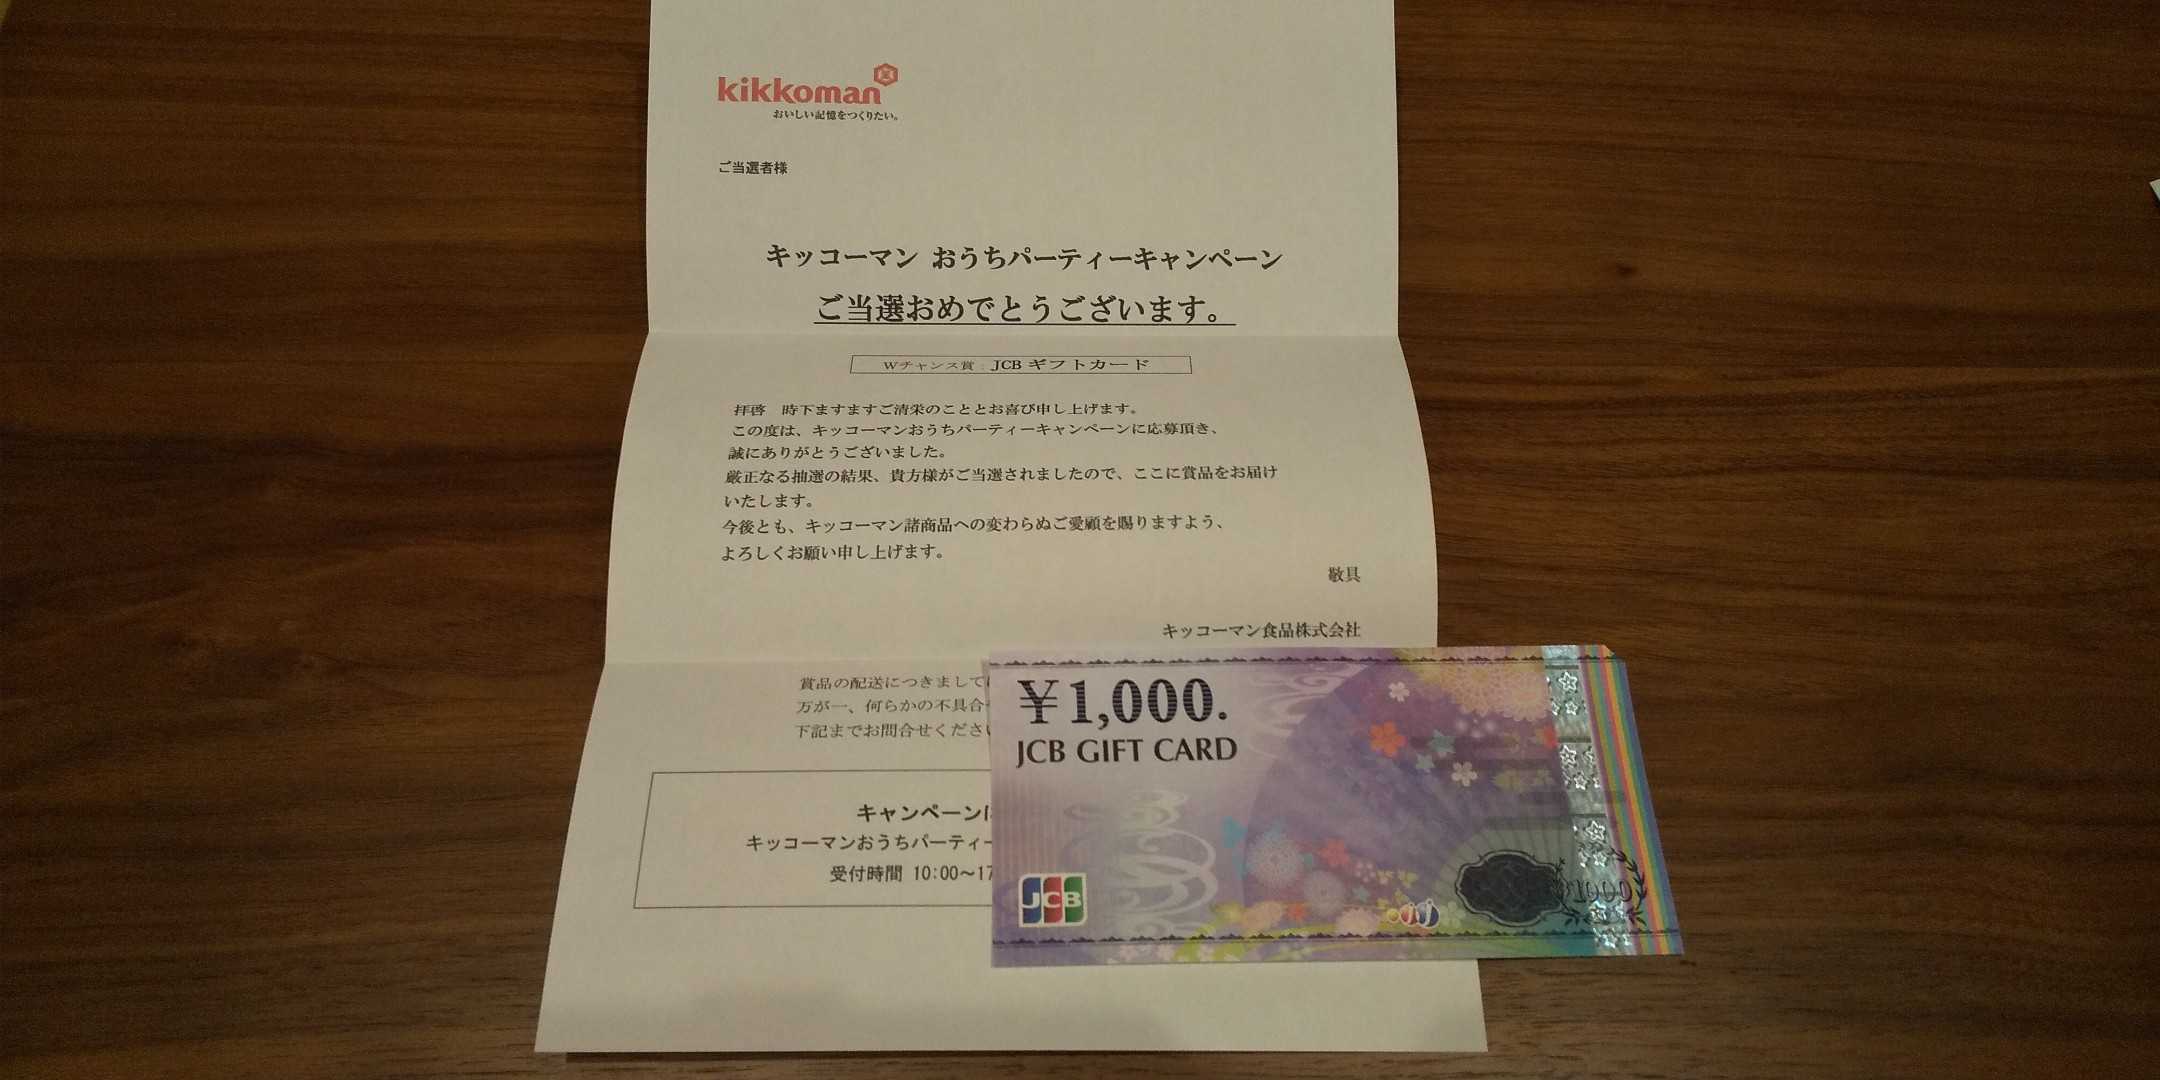 kikkoman
おいしい記憶をつくりたい。
ご当選者様
キッコーマン おうちパーティーキャンペーン
ご当選おめでとうございます。
Wチャンス賞：JCB ギフトカード
拝啓　時下ますますご清栄のこととお喜び申し上げます。
この度は、キッコーマンおうちパーティーキャンペーンに応募頂き、
誠にありがとうございました。
厳正なる抽選の結果、貴方様がご当選されましたので、ここに賞品をお届け
いたします。
今後とも、キッコーマン諸商品への変わらぬご愛顧を賜りますよう、
よろしくお願い申し上げます。
敬具
キッコーマン食品株式会社
賞品の配送につきまして
万が一、何らかの不具合
下記までお問合せくださ
キャンペーン
キッコーマンおうちパーティー
受付時間 10:00～17
￥1,000.
JCB GIFT CARD
JCB
1000